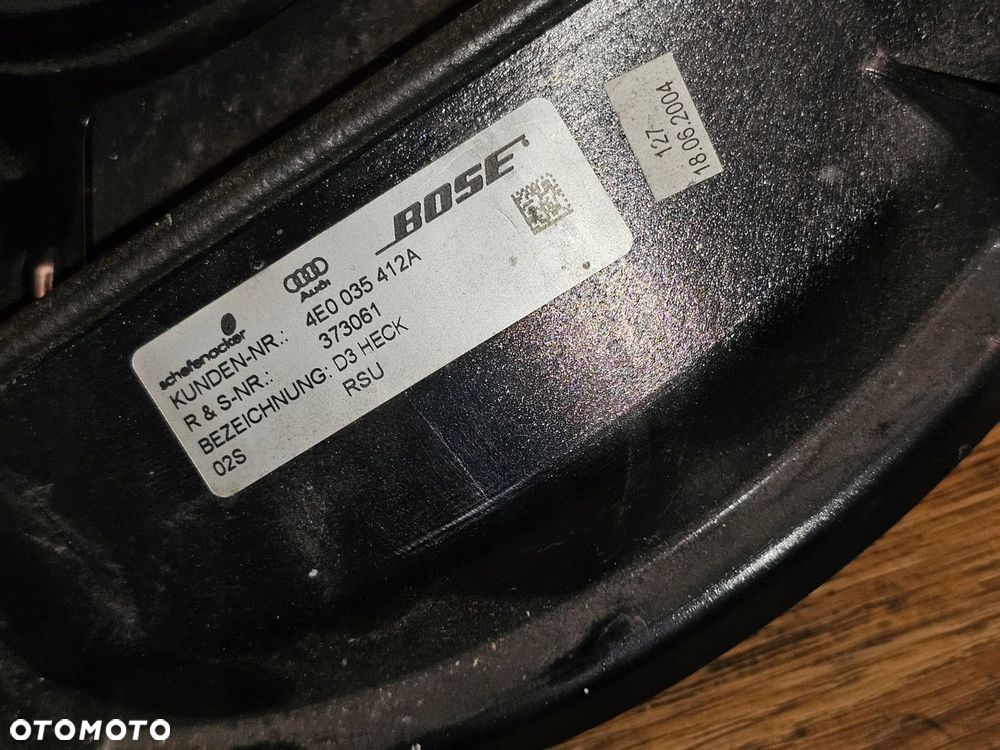 schefenacker
Audi
BOSE
KUNDEN-NR.: 4E0 035 412A
R & S-NR.: 373061
BEZEICHNUNG: D3 HECK
02S RSU
127
18.06.2004
OTOMOTO